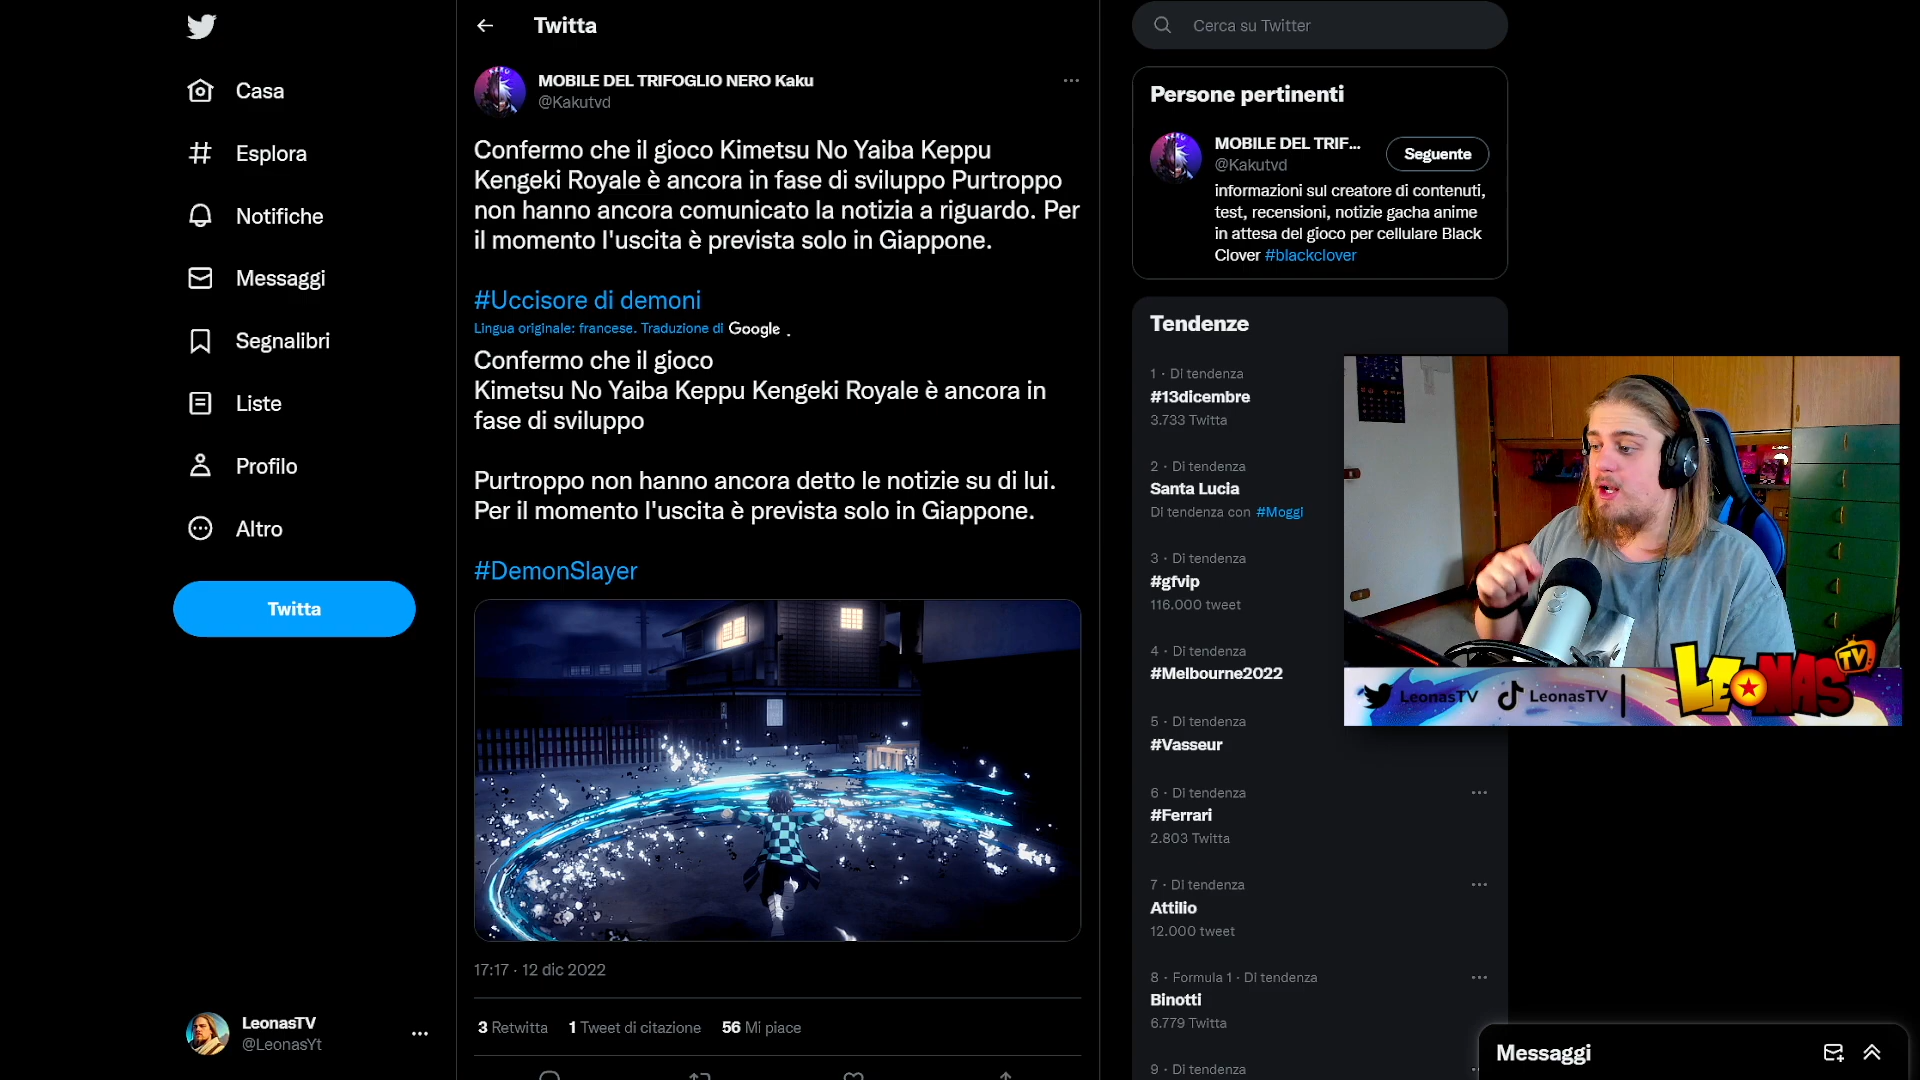 Casa
Esplora
Notifiche
Messaggi
Segnalibri
Liste
Profilo
Altro
Twitta
LeonasTV
@LeonasYt
Twitta
MOBILE DEL TRIFOGLIO NERO Kaku
@Kakutvd
Confermo che il gioco Kimetsu No Yaiba Keppu
Kengeki Royale è ancora in fase di sviluppo Purtroppo
non hanno ancora comunicato la notizia a riguardo. Per
il momento l'uscita è prevista solo in Giappone.
#Uccisore di demoni
Lingua originale: francese. Traduzione di Google .
Confermo che il gioco
Kimetsu No Yaiba Keppu Kengeki Royale è ancora in
fase di sviluppo
Purtroppo non hanno ancora detto le notizie su di lui.
Per il momento l'uscita è prevista solo in Giappone.
#DemonSlayer
17:17 · 12 dic 2022
3 Retwitta 1 Tweet di citazione 56 Mi piace
Cerca su Twitter
Persone pertinenti
MOBILE DEL TRIF...
@Kakutvd
Seguente
informazioni sul creatore di contenuti,
test, recensioni, notizie gacha anime
in attesa del gioco per cellulare Black
Clover #blackclover
Tendenze
1 · Di tendenza
#13dicembre
3.733 Twitta
2 · Di tendenza
Santa Lucia
Di tendenza con #Moggi
3 · Di tendenza
#gfvip
116.000 tweet
4 · Di tendenza
#Melbourne2022
5 · Di tendenza
#Vasseur
6 · Di tendenza
#Ferrari
2.803 Twitta
7 · Di tendenza
Attilio
12.000 tweet
8 · Formula 1 · Di tendenza
Binotti
6.779 Twitta
9 · Di tendenza
LeonasTV LeonasTV
LEONAS TV
Messaggi